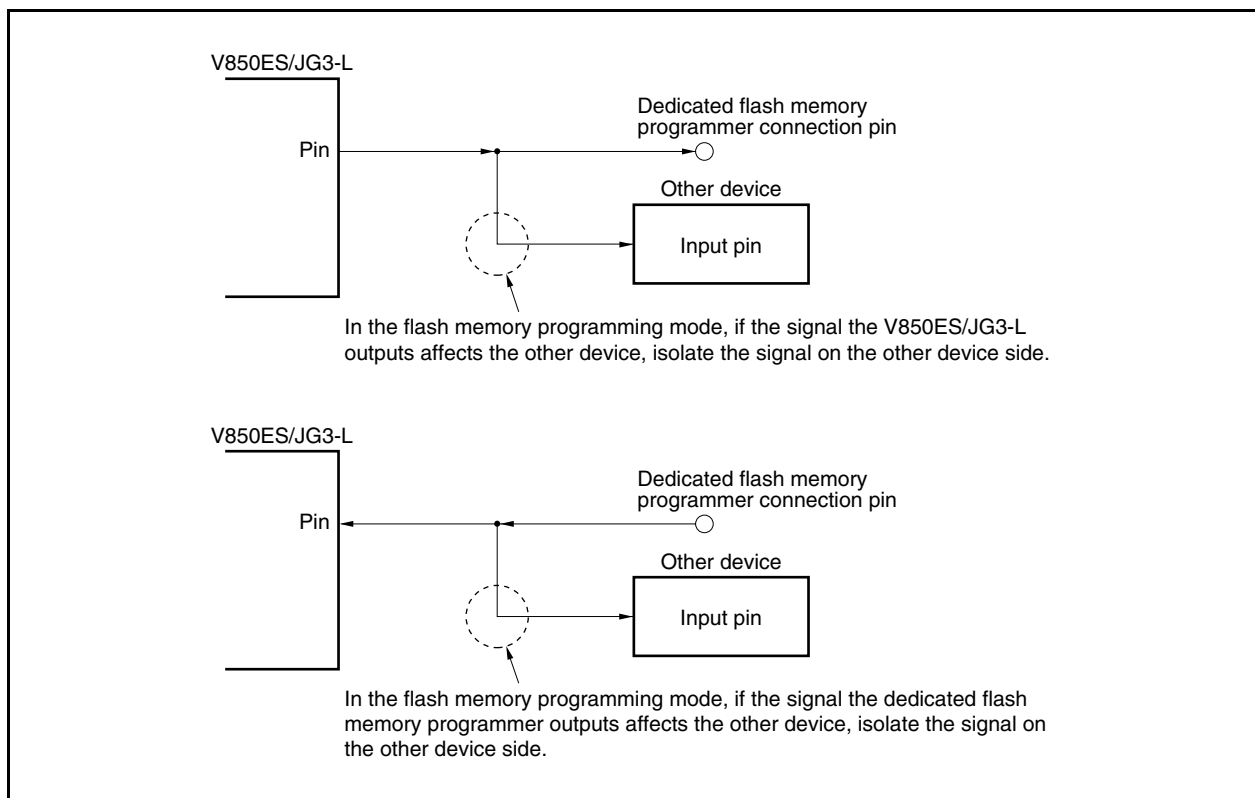 V850ES/JG3-L
Dedicated flash memory
programmer connection pin
Pin
Other device
Input pin
In the flash memory programming mode, if the signal the V850ES/JG3-L
outputs affects the other device, isolate the signal on the other device side.
V850ES/JG3-L
Dedicated flash memory
programmer connection pin
Pin
Other device
Input pin
In the flash memory programming mode, if the signal the dedicated flash
memory programmer outputs affects the other device, isolate the signal on
the other device side.